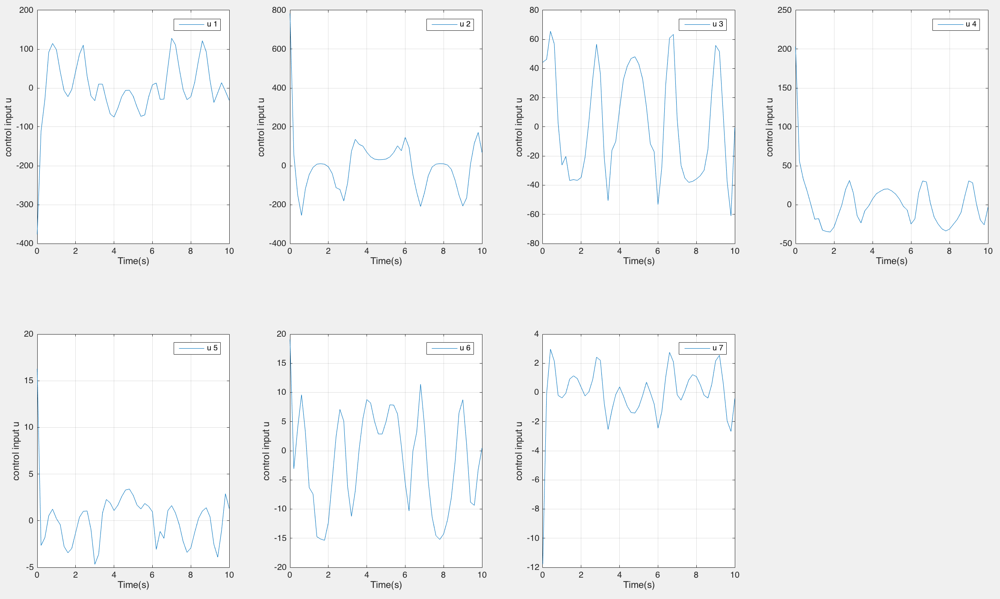 200
100
0
-100
-200
-300
-400
0 2 4 6 8 10
Time(s)
control input u
u 1
800
600
400
200
0
-200
-400
0 2 4 6 8 10
Time(s)
control input u
u 2
80
60
40
20
0
-20
-40
-60
-80
0 2 4 6 8 10
Time(s)
control input u
u 3
250
200
150
100
50
0
-50
0 2 4 6 8 10
Time(s)
control input u
u 4
20
15
10
5
0
-5
0 2 4 6 8 10
Time(s)
control input u
u 5
20
15
10
5
0
-5
-10
-15
-20
0 2 4 6 8 10
Time(s)
control input u
u 6
4
2
0
-2
-4
-6
-8
-10
-12
0 2 4 6 8 10
Time(s)
control input u
u 7